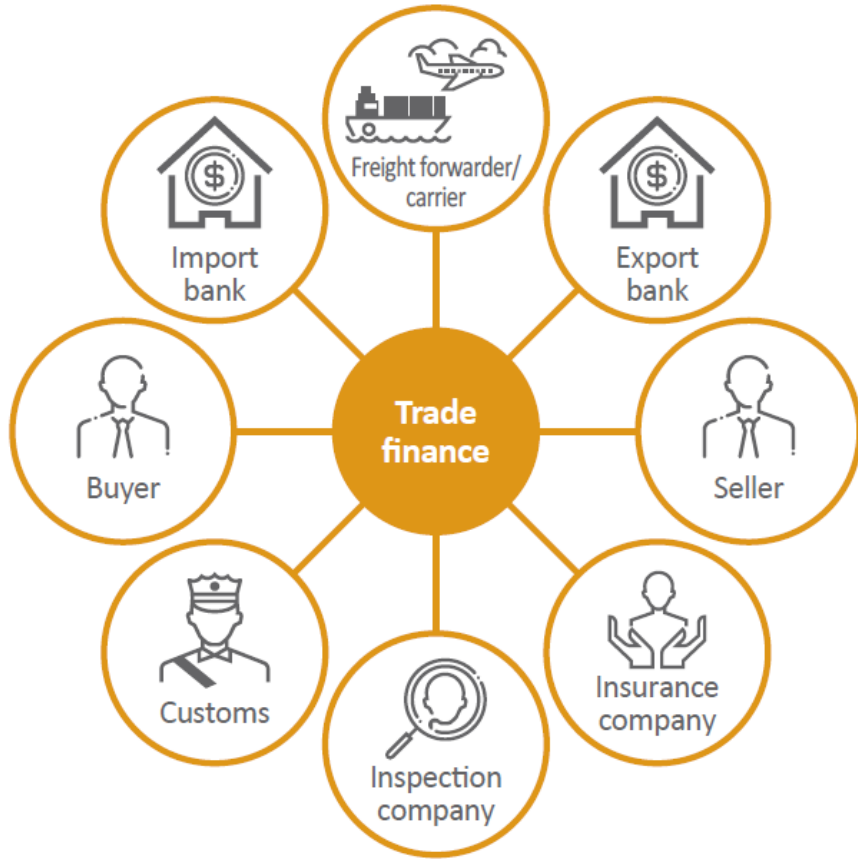 Freight forwarder/
carrier
Import
bank
Export
bank
Buyer
Trade
finance
Seller
Customs
Insurance
company
Inspection
company